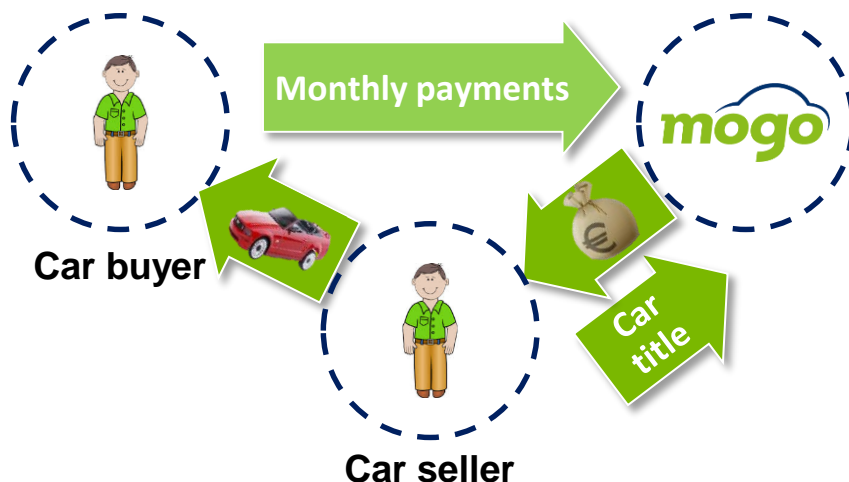 Monthly payments
mogo
€
Car buyer
Car
title
Car seller